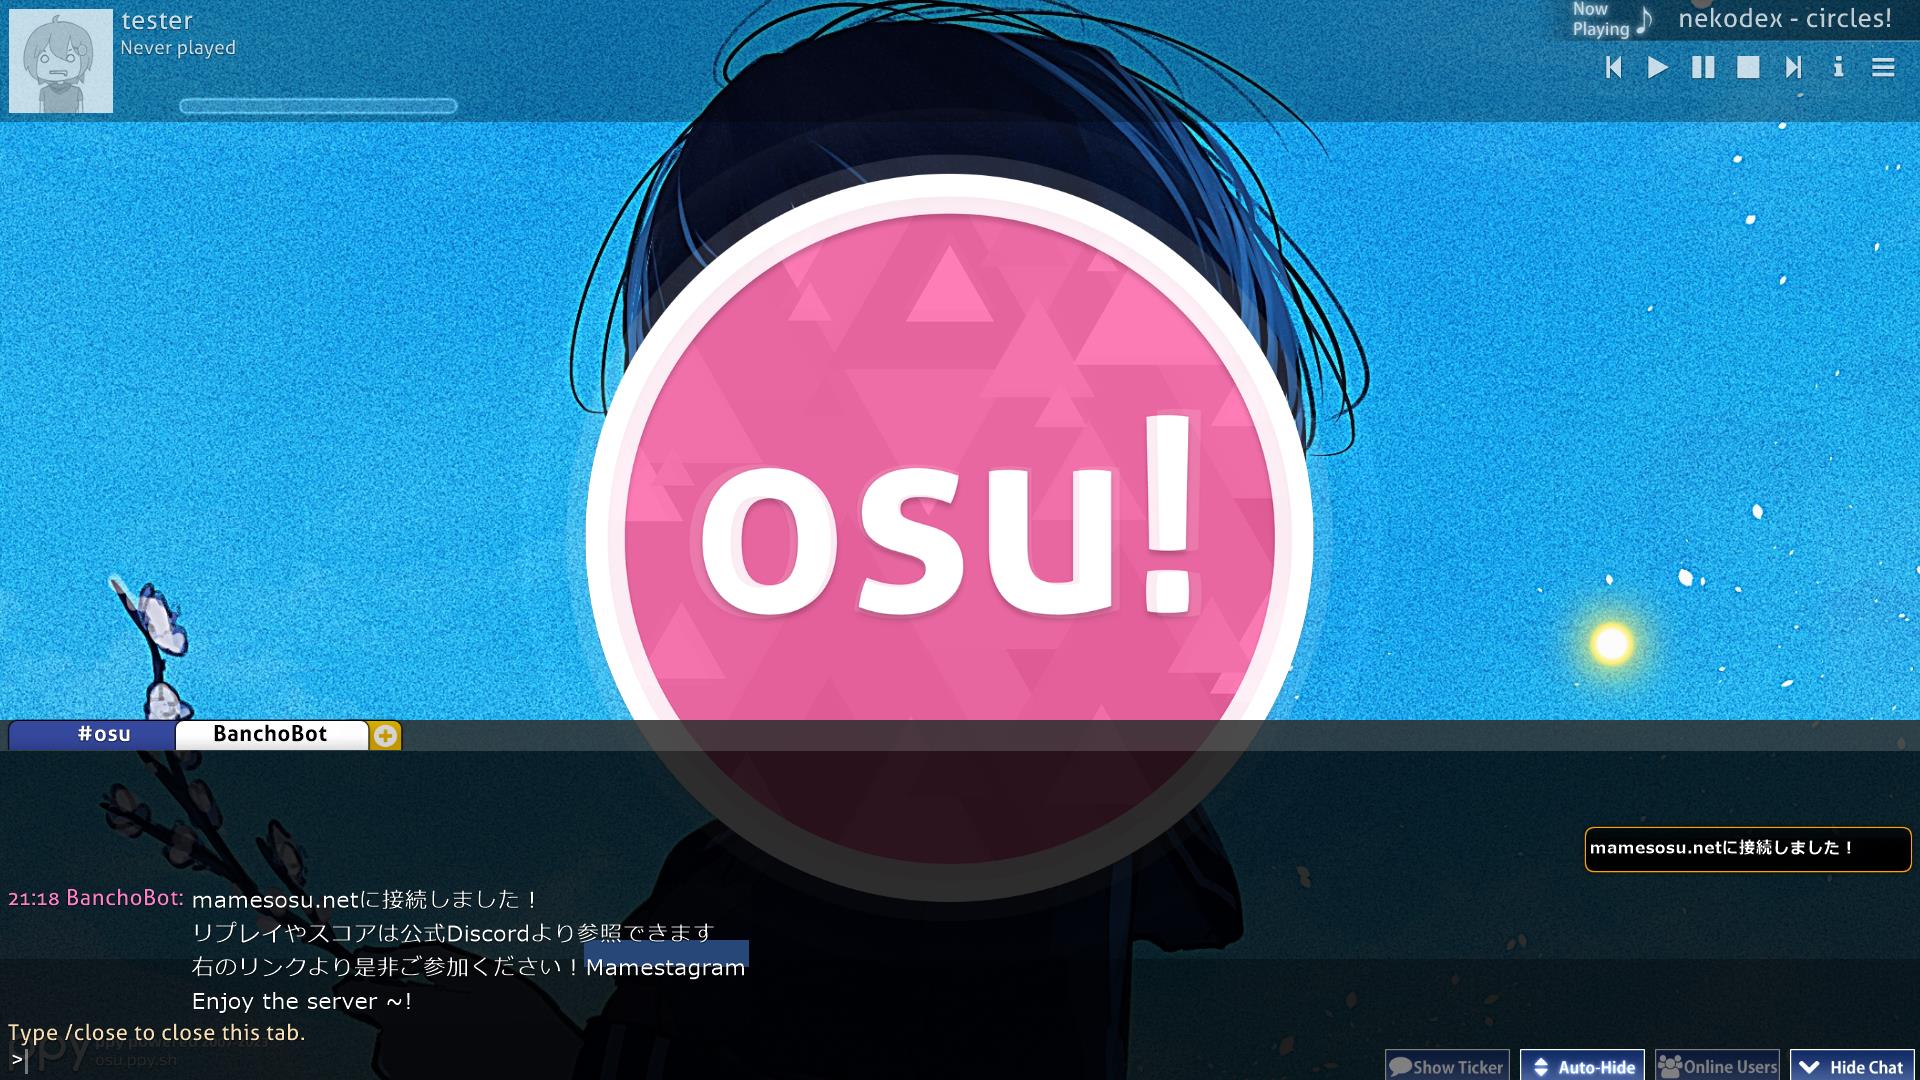 tester
Never played
Now
Playing
nekodex - circles!
osu!
#osu
BanchoBot
mamesosu.netに接続しました！
21:18 BanchoBot: mamesosu.netに接続しました！
リプレイやスコアは公式Discordより参照できます
右のリンクより是非ご参加ください！Mamestagram
Enjoy the server ~!
Type /close to close this tab.
>
ppy powered 2007-2023
osu.ppy.sh
Show Ticker
Auto-Hide
Online Users
Hide Chat